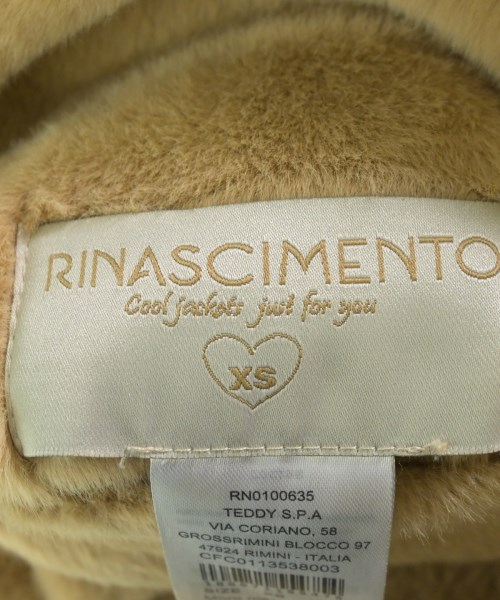 RINASCIMENTO
Cool jackets just for you
XS
RN0100635
TEDDY S.P.A
VIA CORIANO, 58
GROSSRIMINI BLOCCO 97
47924 RIMINI - ITALIA
CFC0113538003